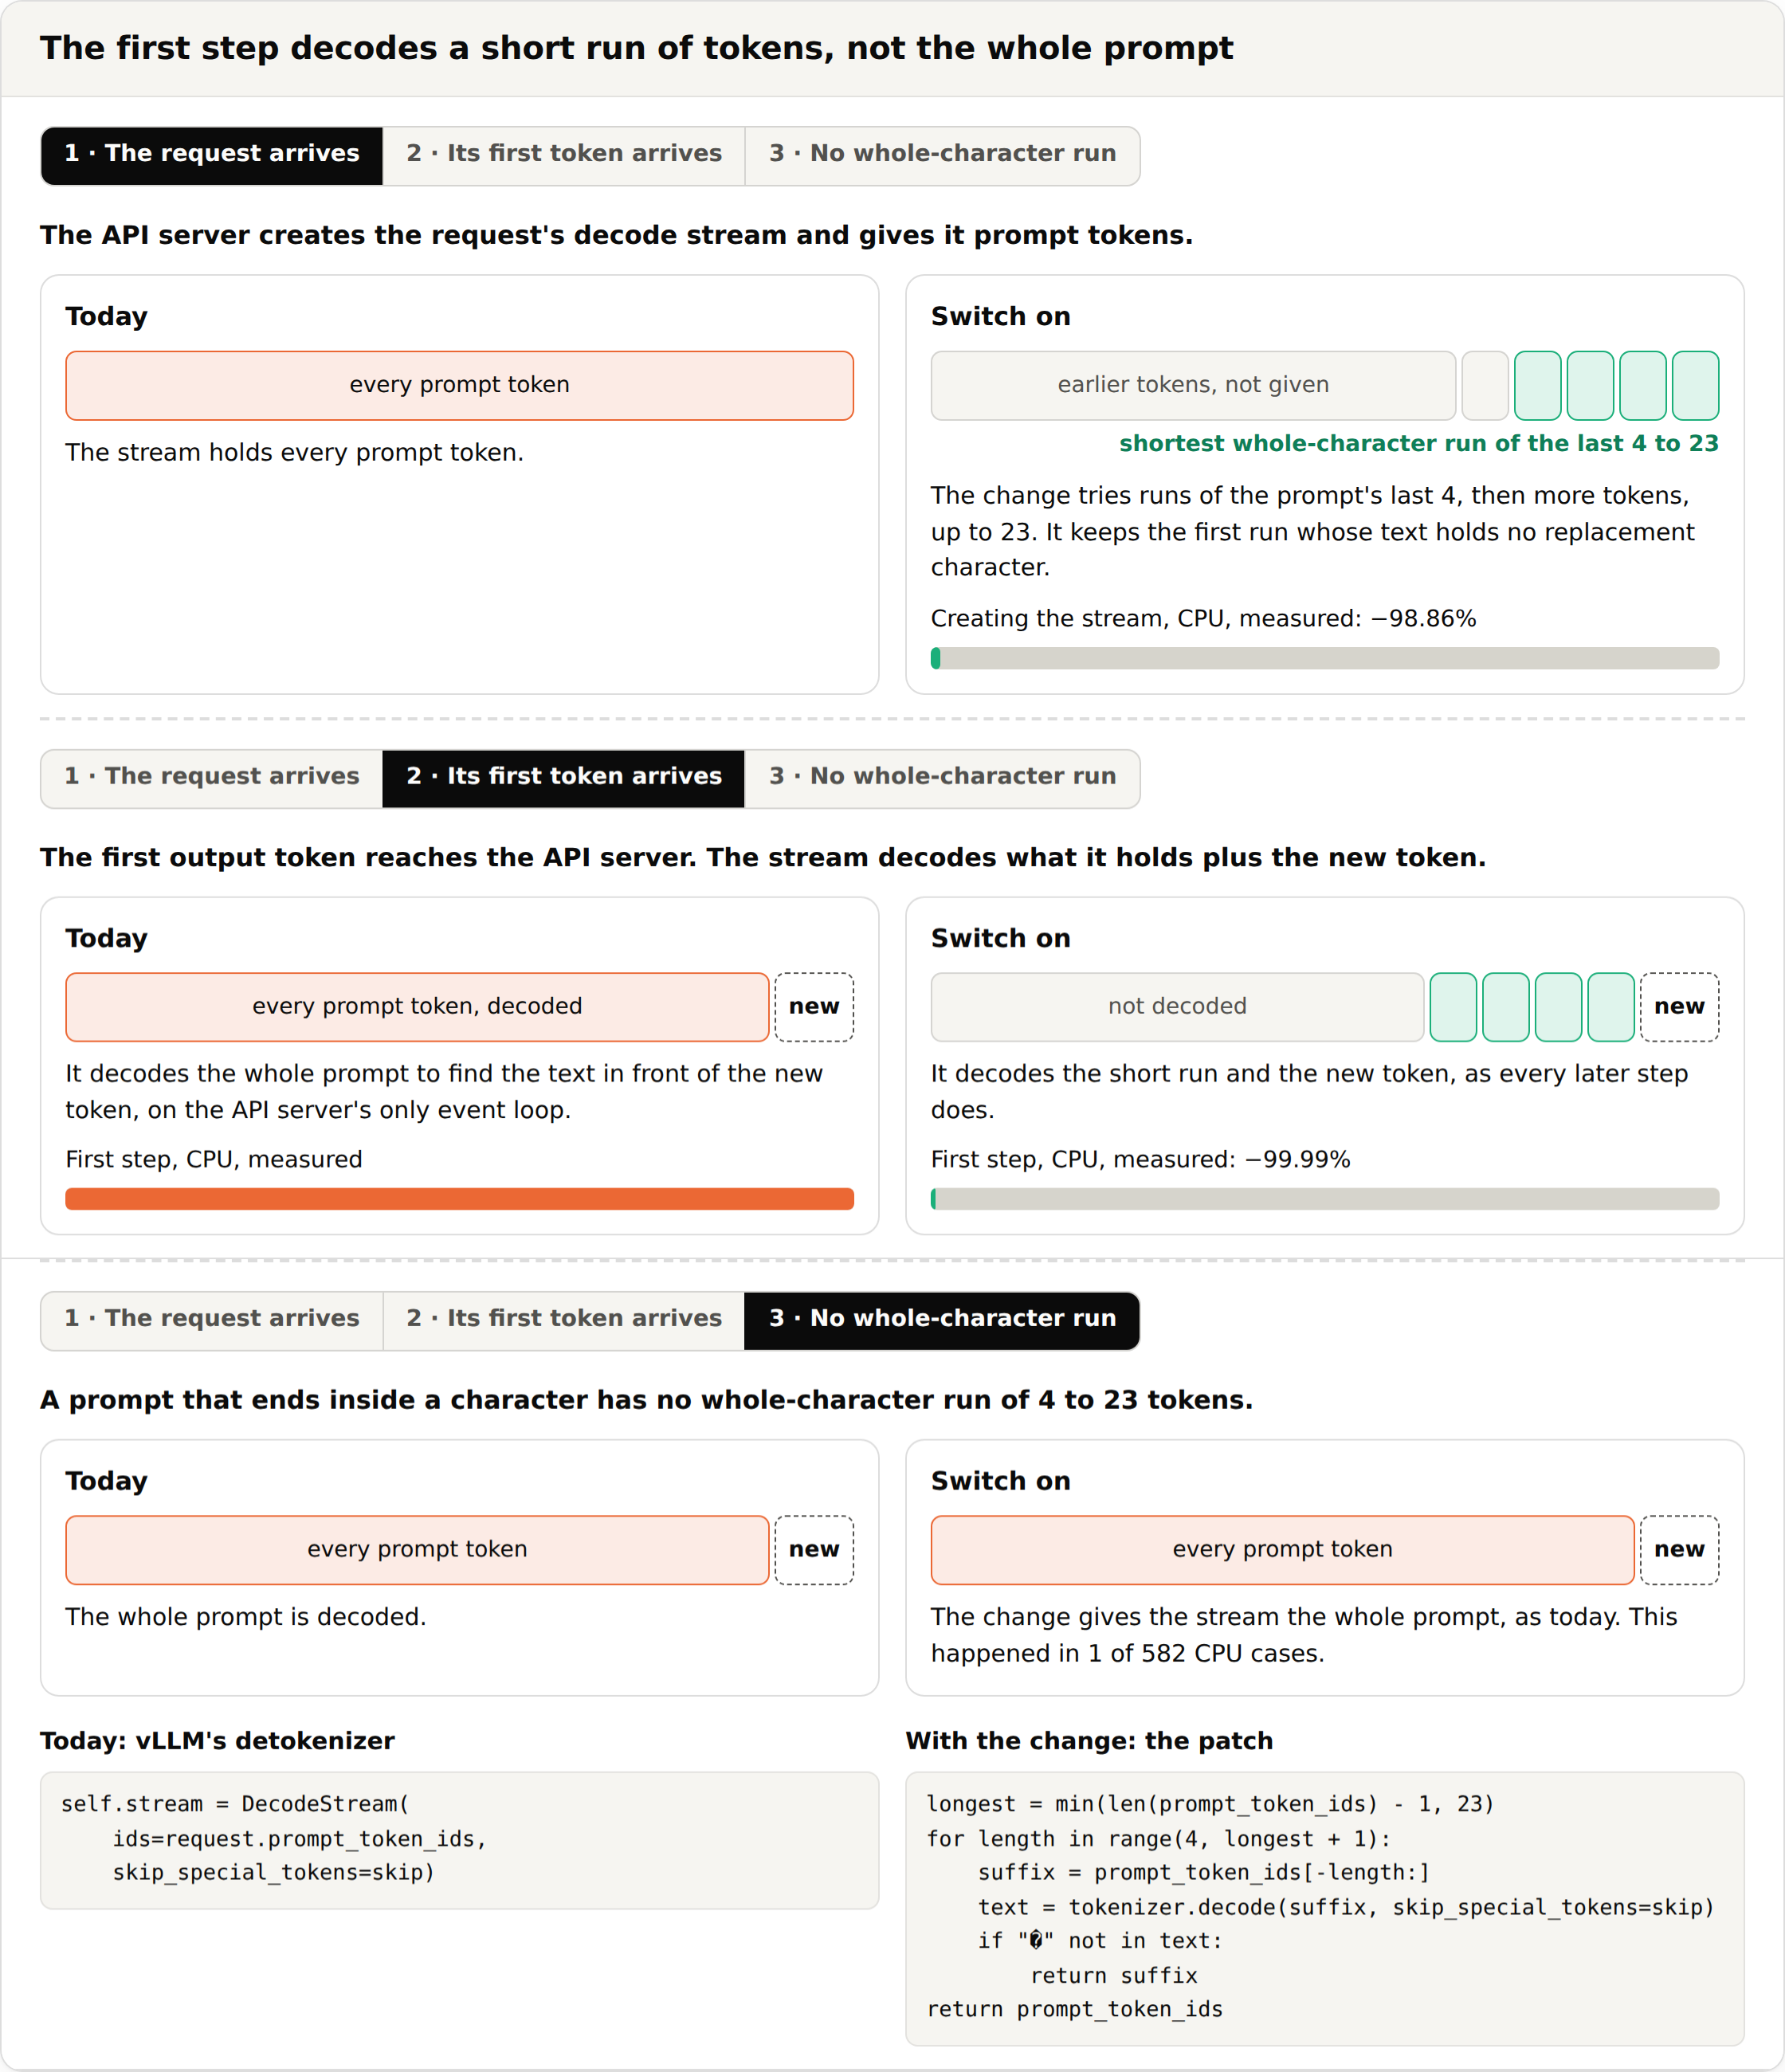 The first step decodes a short run of tokens, not the whole prompt
1 · The request arrives
2 · Its first token arrives
3 · No whole-character run
The API server creates the request's decode stream and gives it prompt tokens.
Today
every prompt token
The stream holds every prompt token.
Switch on
earlier tokens, not given
shortest whole-character run of the last 4 to 23
The change tries runs of the prompt's last 4, then more tokens,
up to 23. It keeps the first run whose text holds no replacement
character.
Creating the stream, CPU, measured: −98.86%
1 · The request arrives
2 · Its first token arrives
3 · No whole-character run
The first output token reaches the API server. The stream decodes what it holds plus the new token.
Today
every prompt token, decoded
new
It decodes the whole prompt to find the text in front of the new
token, on the API server's only event loop.
First step, CPU, measured
Switch on
not decoded
new
It decodes the short run and the new token, as every later step
does.
First step, CPU, measured: −99.99%
1 · The request arrives
2 · Its first token arrives
3 · No whole-character run
A prompt that ends inside a character has no whole-character run of 4 to 23 tokens.
Today
every prompt token
new
The whole prompt is decoded.
Switch on
every prompt token
new
The change gives the stream the whole prompt, as today. This
happened in 1 of 582 CPU cases.
Today: vLLM's detokenizer
self.stream = DecodeStream(
    ids=request.prompt_token_ids,
    skip_special_tokens=skip)
With the change: the patch
longest = min(len(prompt_token_ids) - 1, 23)
for length in range(4, longest + 1):
    suffix = prompt_token_ids[-length:]
    text = tokenizer.decode(suffix, skip_special_tokens=skip)
    if "�" not in text:
        return suffix
return prompt_token_ids